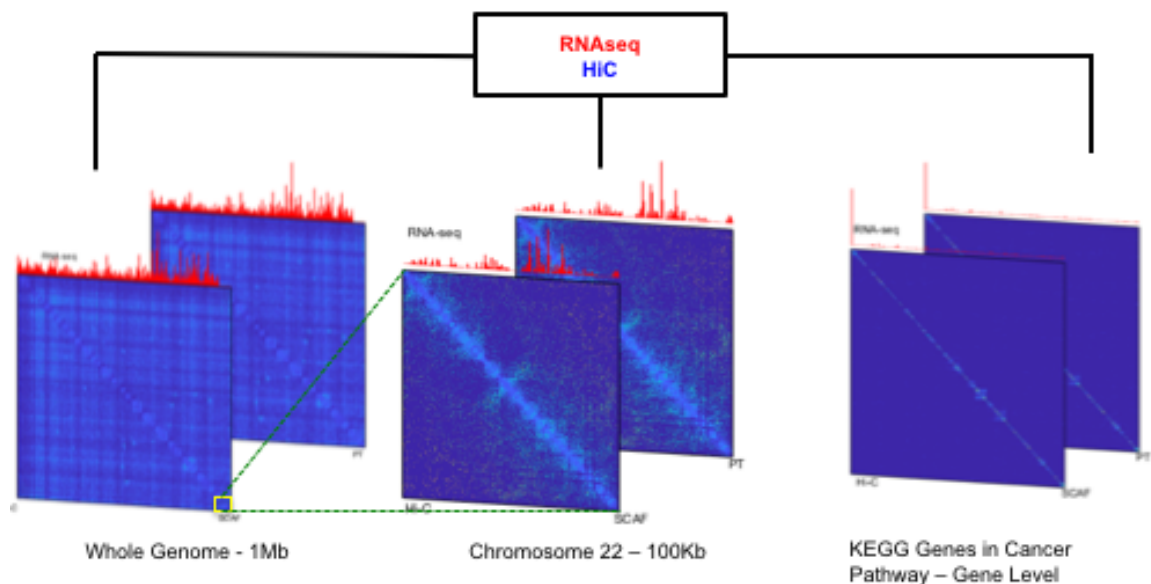 RNAseq
HiC
RNA-seq
PT
SCAF
Whole Genome - 1Mb
RNA-seq
PT
Hi-C
SCAF
Chromosome 22 – 100Kb
RNA-seq
PT
Hi-C
SCAF
KEGG Genes in Cancer
Pathway – Gene Level